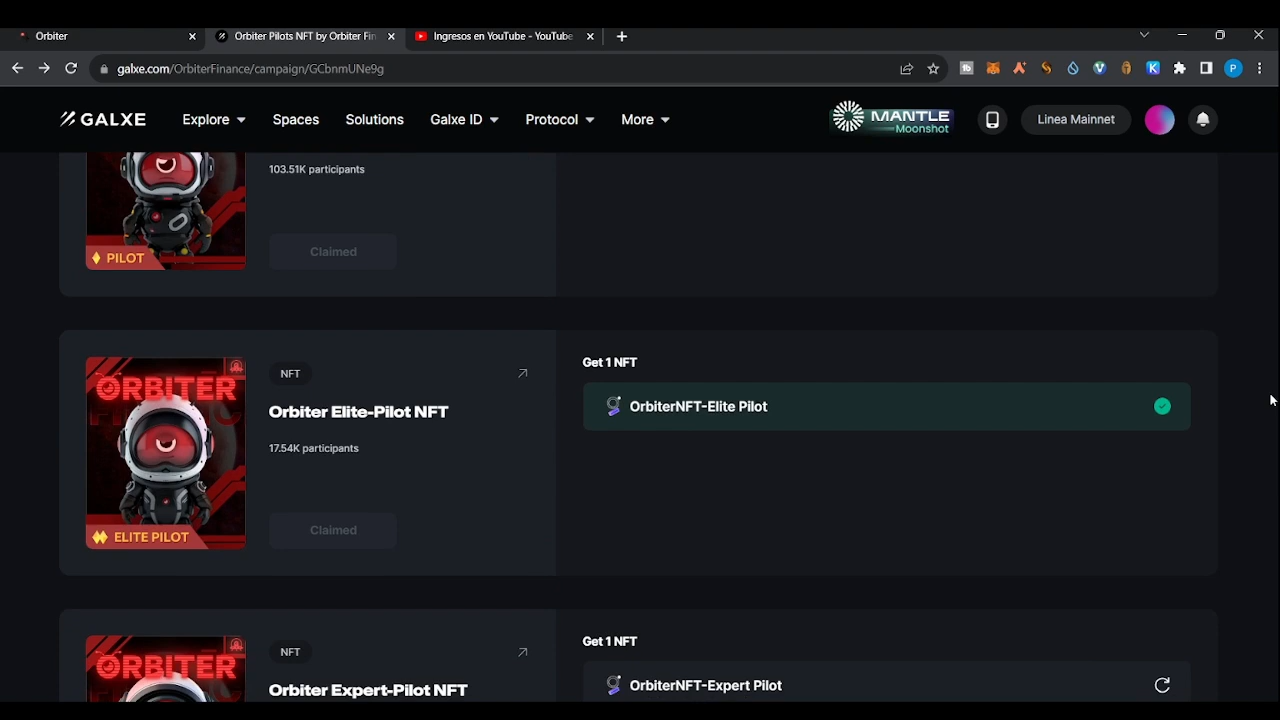 Orbiter
Orbiter Pilots NFT by Orbiter Fin
Ingresos en YouTube - YouTube
galxe.com/OrbiterFinance/campaign/GCbnmUNe9g
GALXE
Explore
Spaces
Solutions
Galxe ID
Protocol
More
MANTLE
Moonshot
Linea Mainnet
103.51K participants
PILOT
Claimed
ORBITER
ELITE PILOT
NFT
Orbiter Elite-Pilot NFT
17.54K participants
Claimed
Get 1 NFT
OrbiterNFT-Elite Pilot
ORBITER
NFT
Orbiter Expert-Pilot NFT
Get 1 NFT
OrbiterNFT-Expert Pilot